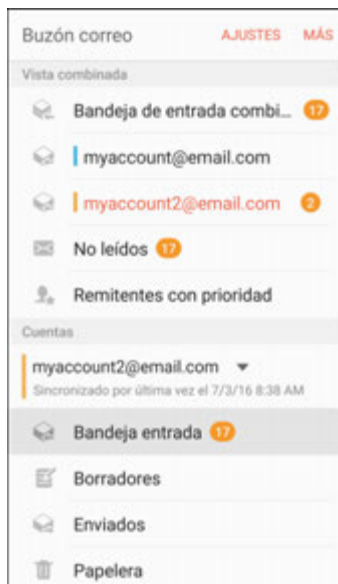 Buzón correo AJUSTES MÁS
Vista combinada
Bandeja de entrada combi... 17
myaccount@email.com
myaccount2@email.com 2
No leídos 17
Remitentes con prioridad
Cuentas
myaccount2@email.com
Sincronizado por última vez el 7/3/16 8:38 AM
Bandeja entrada 17
Borradores
Enviados
Papelera